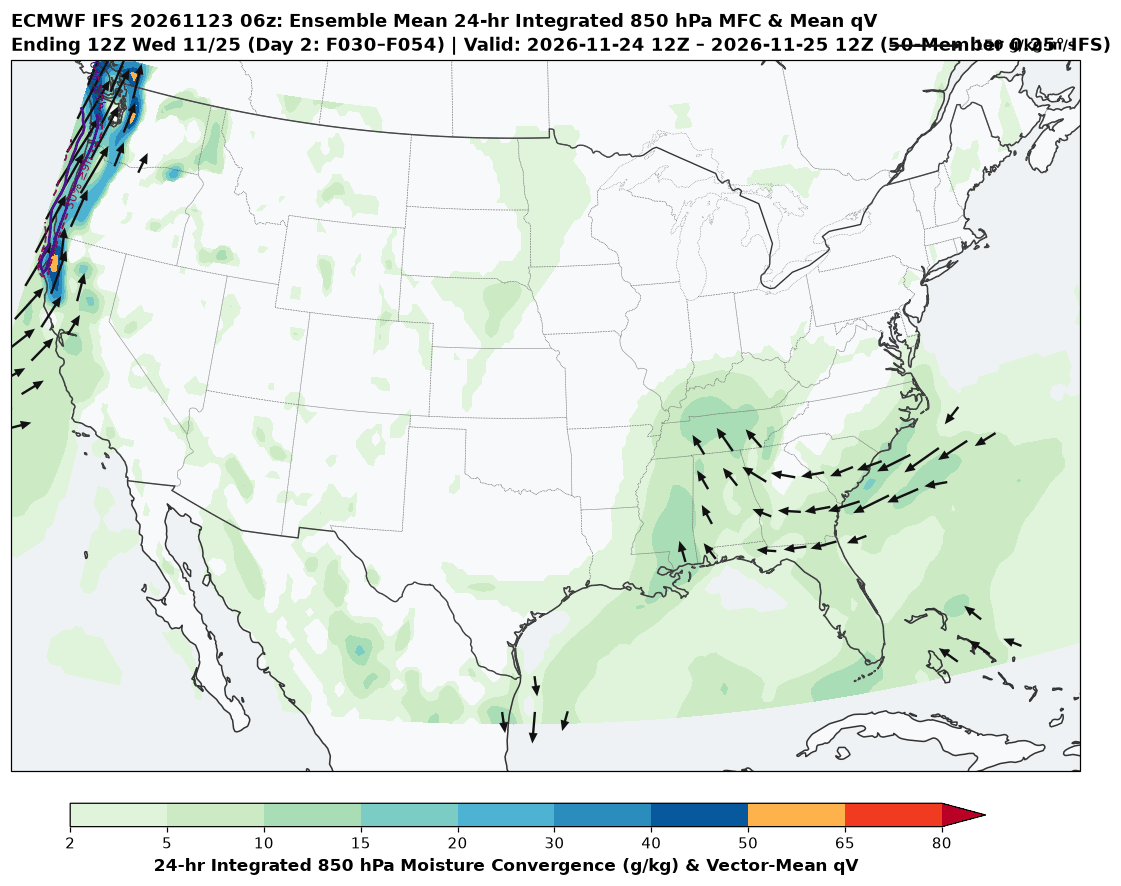 ECMWF IFS 20261123 06z: Ensemble Mean 24-hr Integrated 850 hPa MFC & Mean qV
Ending 12Z Wed 11/25 (Day 2: F030–F054) | Valid: 2026-11-24 12Z – 2026-11-25 12Z (50-Member 0.25° IFS)
2 5 10 15 20 30 40 50 65 80
24-hr Integrated 850 hPa Moisture Convergence (g/kg) & Vector-Mean qV